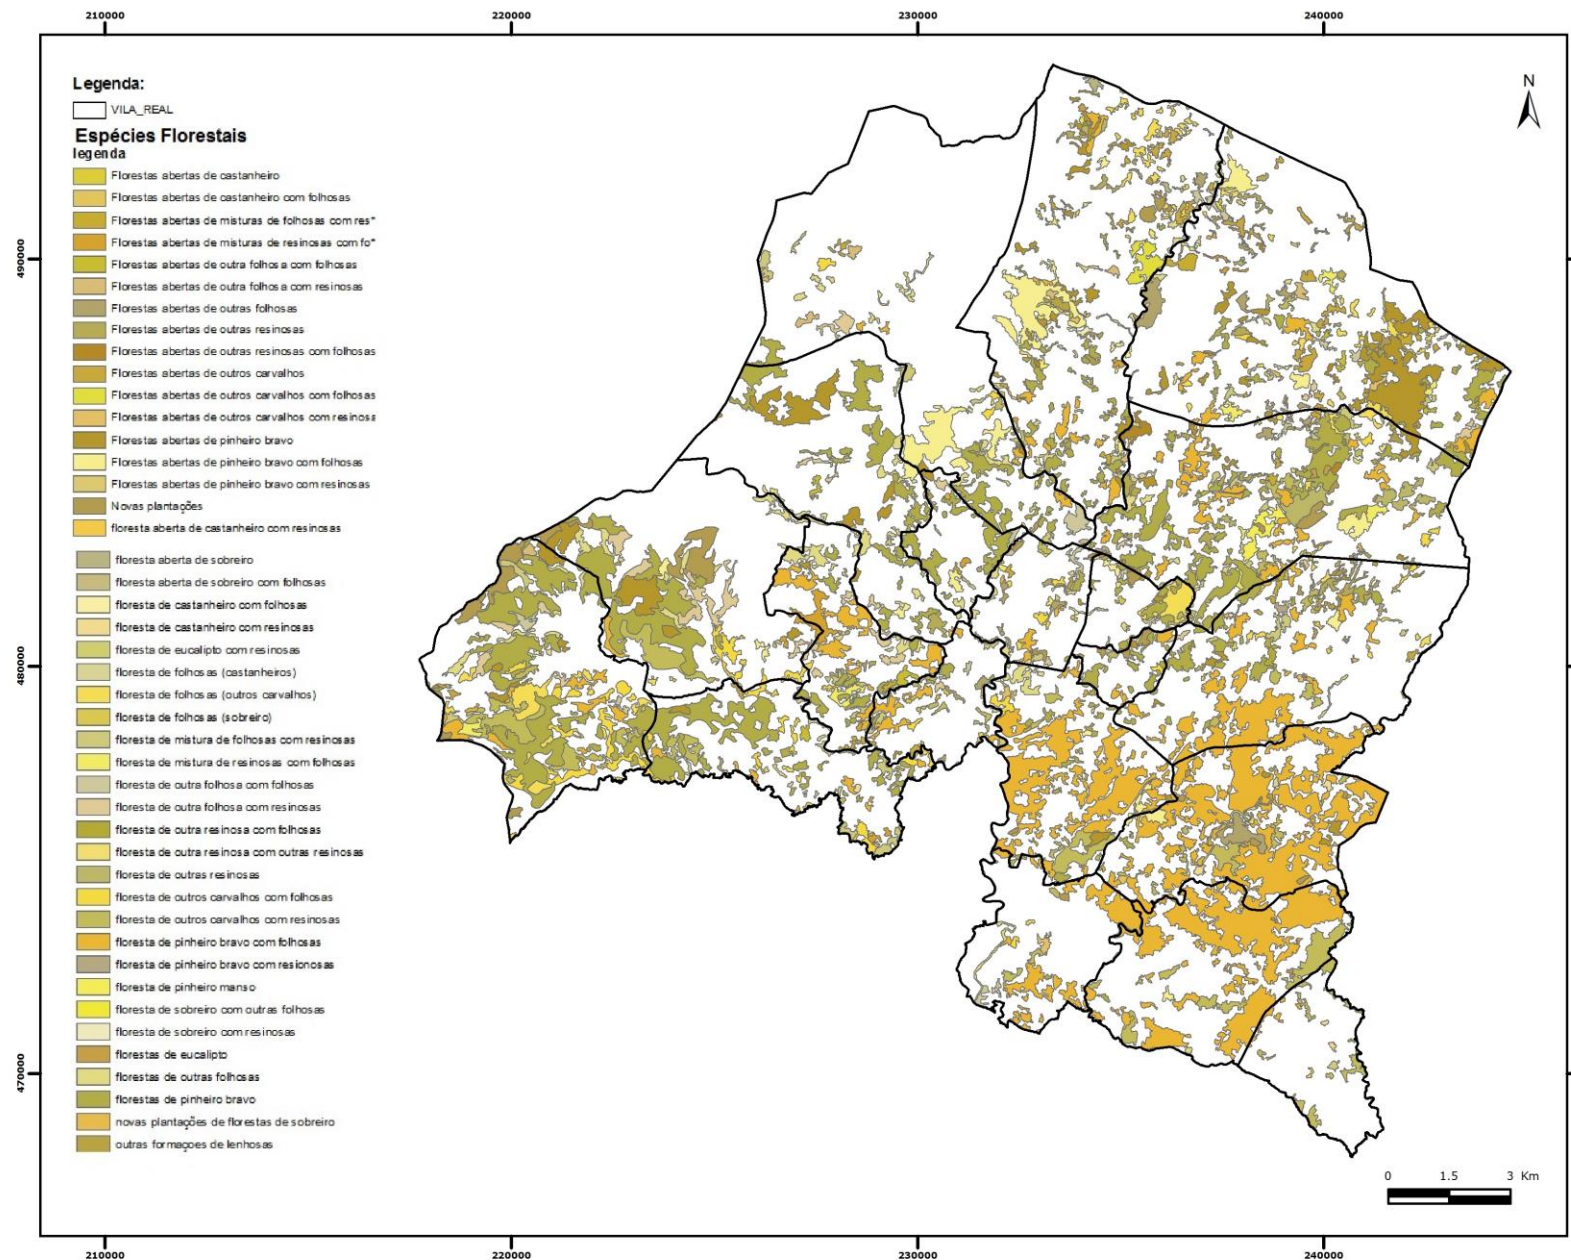 210000
220000
230000
240000
Legenda:
VILA_REAL
Espécies Florestais
legenda
Florestas abertas de castanheiro
Florestas abertas de castanheiro com folhosas
Florestas abertas de misturas de folhosas com res*
Florestas abertas de misturas de resinosas com fo*
Florestas abertas de outra folhosa com folhosas
Florestas abertas de outra folhosa com resinosas
Florestas abertas de outras folhosas
Florestas abertas de outras resinosas
Florestas abertas de outras resinosas com folhosas
Florestas abertas de outros carvalhos
Florestas abertas de outros carvalhos com folhosas
Florestas abertas de outros carvalhos com resinosa
Florestas abertas de pinheiro bravo
Florestas abertas de pinheiro bravo com folhosas
Florestas abertas de pinheiro bravo com resinosas
Novas plantações
floresta aberta de castanheiro com resinosas
floresta aberta de sobreiro
floresta aberta de sobreiro com folhosas
floresta de castanheiro com folhosas
floresta de castanheiro com resinosas
floresta de eucalipto com resinosas
floresta de folhosas (castanheiros)
floresta de folhosas (outros carvalhos)
floresta de folhosas (sobreiro)
floresta de mistura de folhosas com resinosas
floresta de mistura de resinosas com folhosas
floresta de outra folhosa com folhosas
floresta de outra folhosa com resinosas
floresta de outra resinosa com folhosas
floresta de outra resinosa com outras resinosas
floresta de outras resinosas
floresta de outros carvalhos com folhosas
floresta de outros carvalhos com resinosas
floresta de pinheiro bravo com folhosas
floresta de pinheiro bravo com resionosas
floresta de pinheiro manso
floresta de sobreiro com outras folhosas
floresta de sobreiro com resinosas
florestas de eucalipto
florestas de outras folhosas
florestas de pinheiro bravo
novas plantações de florestas de sobreiro
outras formaçoes de lenhosas
N
490000
480000
470000
0 1.5 3 Km
210000
220000
230000
240000